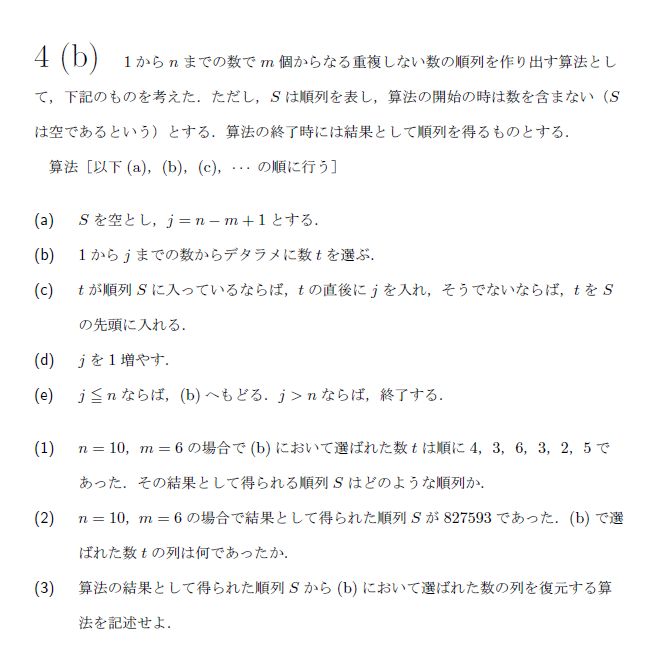 4 (b) 1 から n までの数で m 個からなる重複しない数の順列を作り出す算法とし
て，下記のものを考えた．ただし，S は順列を表し，算法の開始の時は数を含まない（S
は空であるという）とする．算法の終了時には結果として順列を得るものとする．
算法［以下 (a)，(b)，(c)，··· の順に行う］
(a) S を空とし，j = n − m + 1 とする．
(b) 1 から j までの数からデタラメに数 t を選ぶ．
(c) t が順列 S に入っているならば，t の直後に j を入れ，そうでないならば，t を S
の先頭に入れる．
(d) j を 1 増やす．
(e) j ≦ n ならば，(b) へもどる．j > n ならば，終了する．
(1) n = 10，m = 6 の場合で (b) において選ばれた数 t は順に 4，3，6，3，2，5 で
あった．その結果として得られる順列 S はどのような順列か．
(2) n = 10，m = 6 の場合で結果として得られた順列 S が 827593 であった．(b) で選
ばれた数 t の列は何であったか．
(3) 算法の結果として得られた順列 S から (b) において選ばれた数の列を復元する算
法を記述せよ．